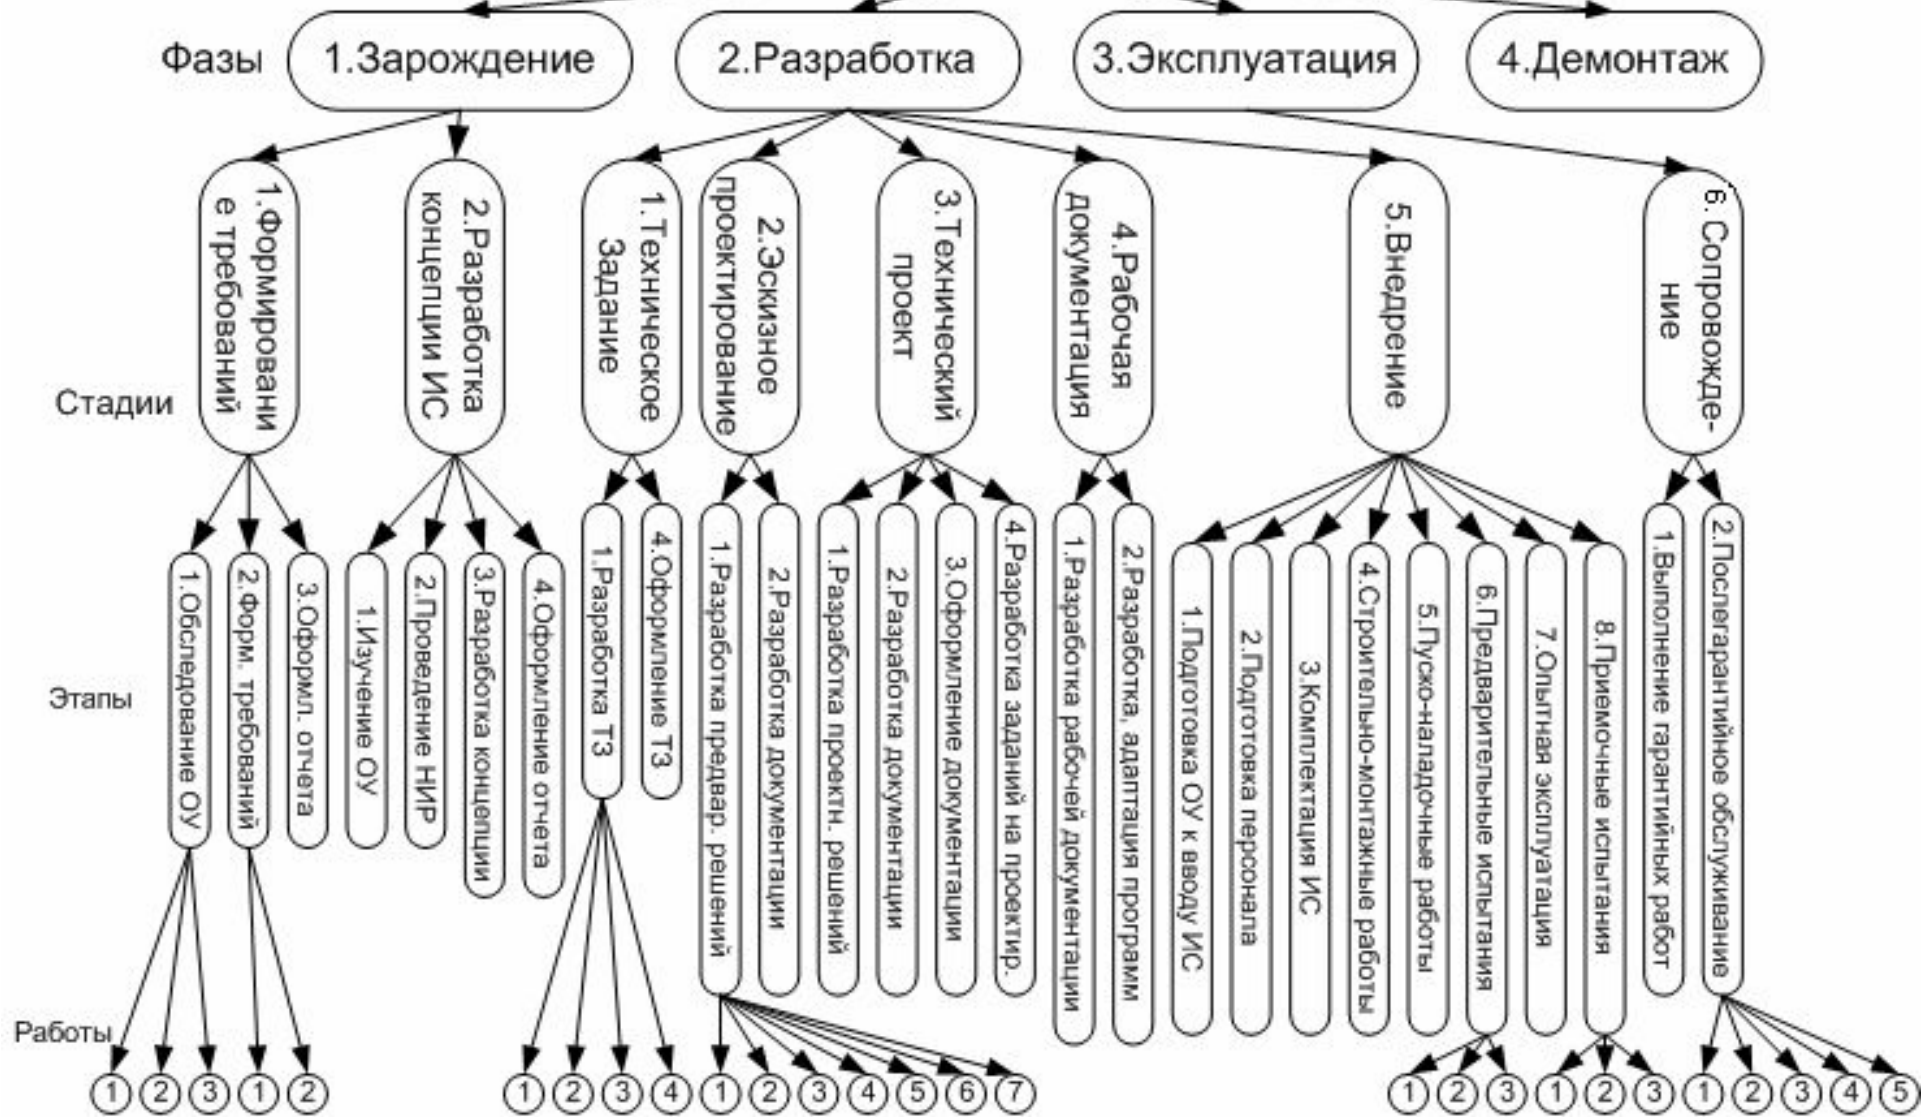 Фазы
1.Зарождение
2.Разработка
3.Эксплуатация
4.Демонтаж
Стадии
1.Формировани
е требований
2.Разработка
концепции ИС
1.Техническое
Задание
2.Эскизное
проектирование
3.Технический
проект
4.Рабочая
документация
5.Внедрение
6. Сопровожде-
ние
Этапы
1.Обследование ОУ
2.Форм. требований
3.Оформл. отчета
1.Изучение ОУ
2.Проведение НИР
3.Разработка концепции
4.Оформление отчета
1.Разработка ТЗ
4.Оформление ТЗ
1.Разработка предвар. решений
2.Разработка документации
1.Разработка проектн. решений
2.Разработка документации
3.Оформление документации
4.Разработка заданий на проектир.
1.Разработка рабочей документации
2.Разработка, адаптация программ
1.Подготовка ОУ к вводу ИС
2.Подготовка персонала
3.Комплектация ИС
4.Строительно-монтажные работы
5.Пуско-наладочные работы
6.Предварительные испытания
7.Опытная эксплуатация
8.Приемочные испытания
1.Выполнение гарантийных работ
2.Послегарантийное обслуживание
Работы
1 2 3 1 2 1 2 3 4 1 2 3 4 5 6 7 1 2 3 1 2 3 1 2 3 4 5